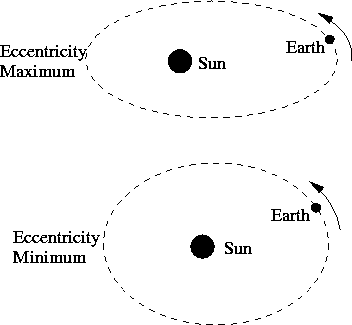 Earth
Eccentricity
Maximum
Sun
Earth
Eccentricity
Minimum
Sun